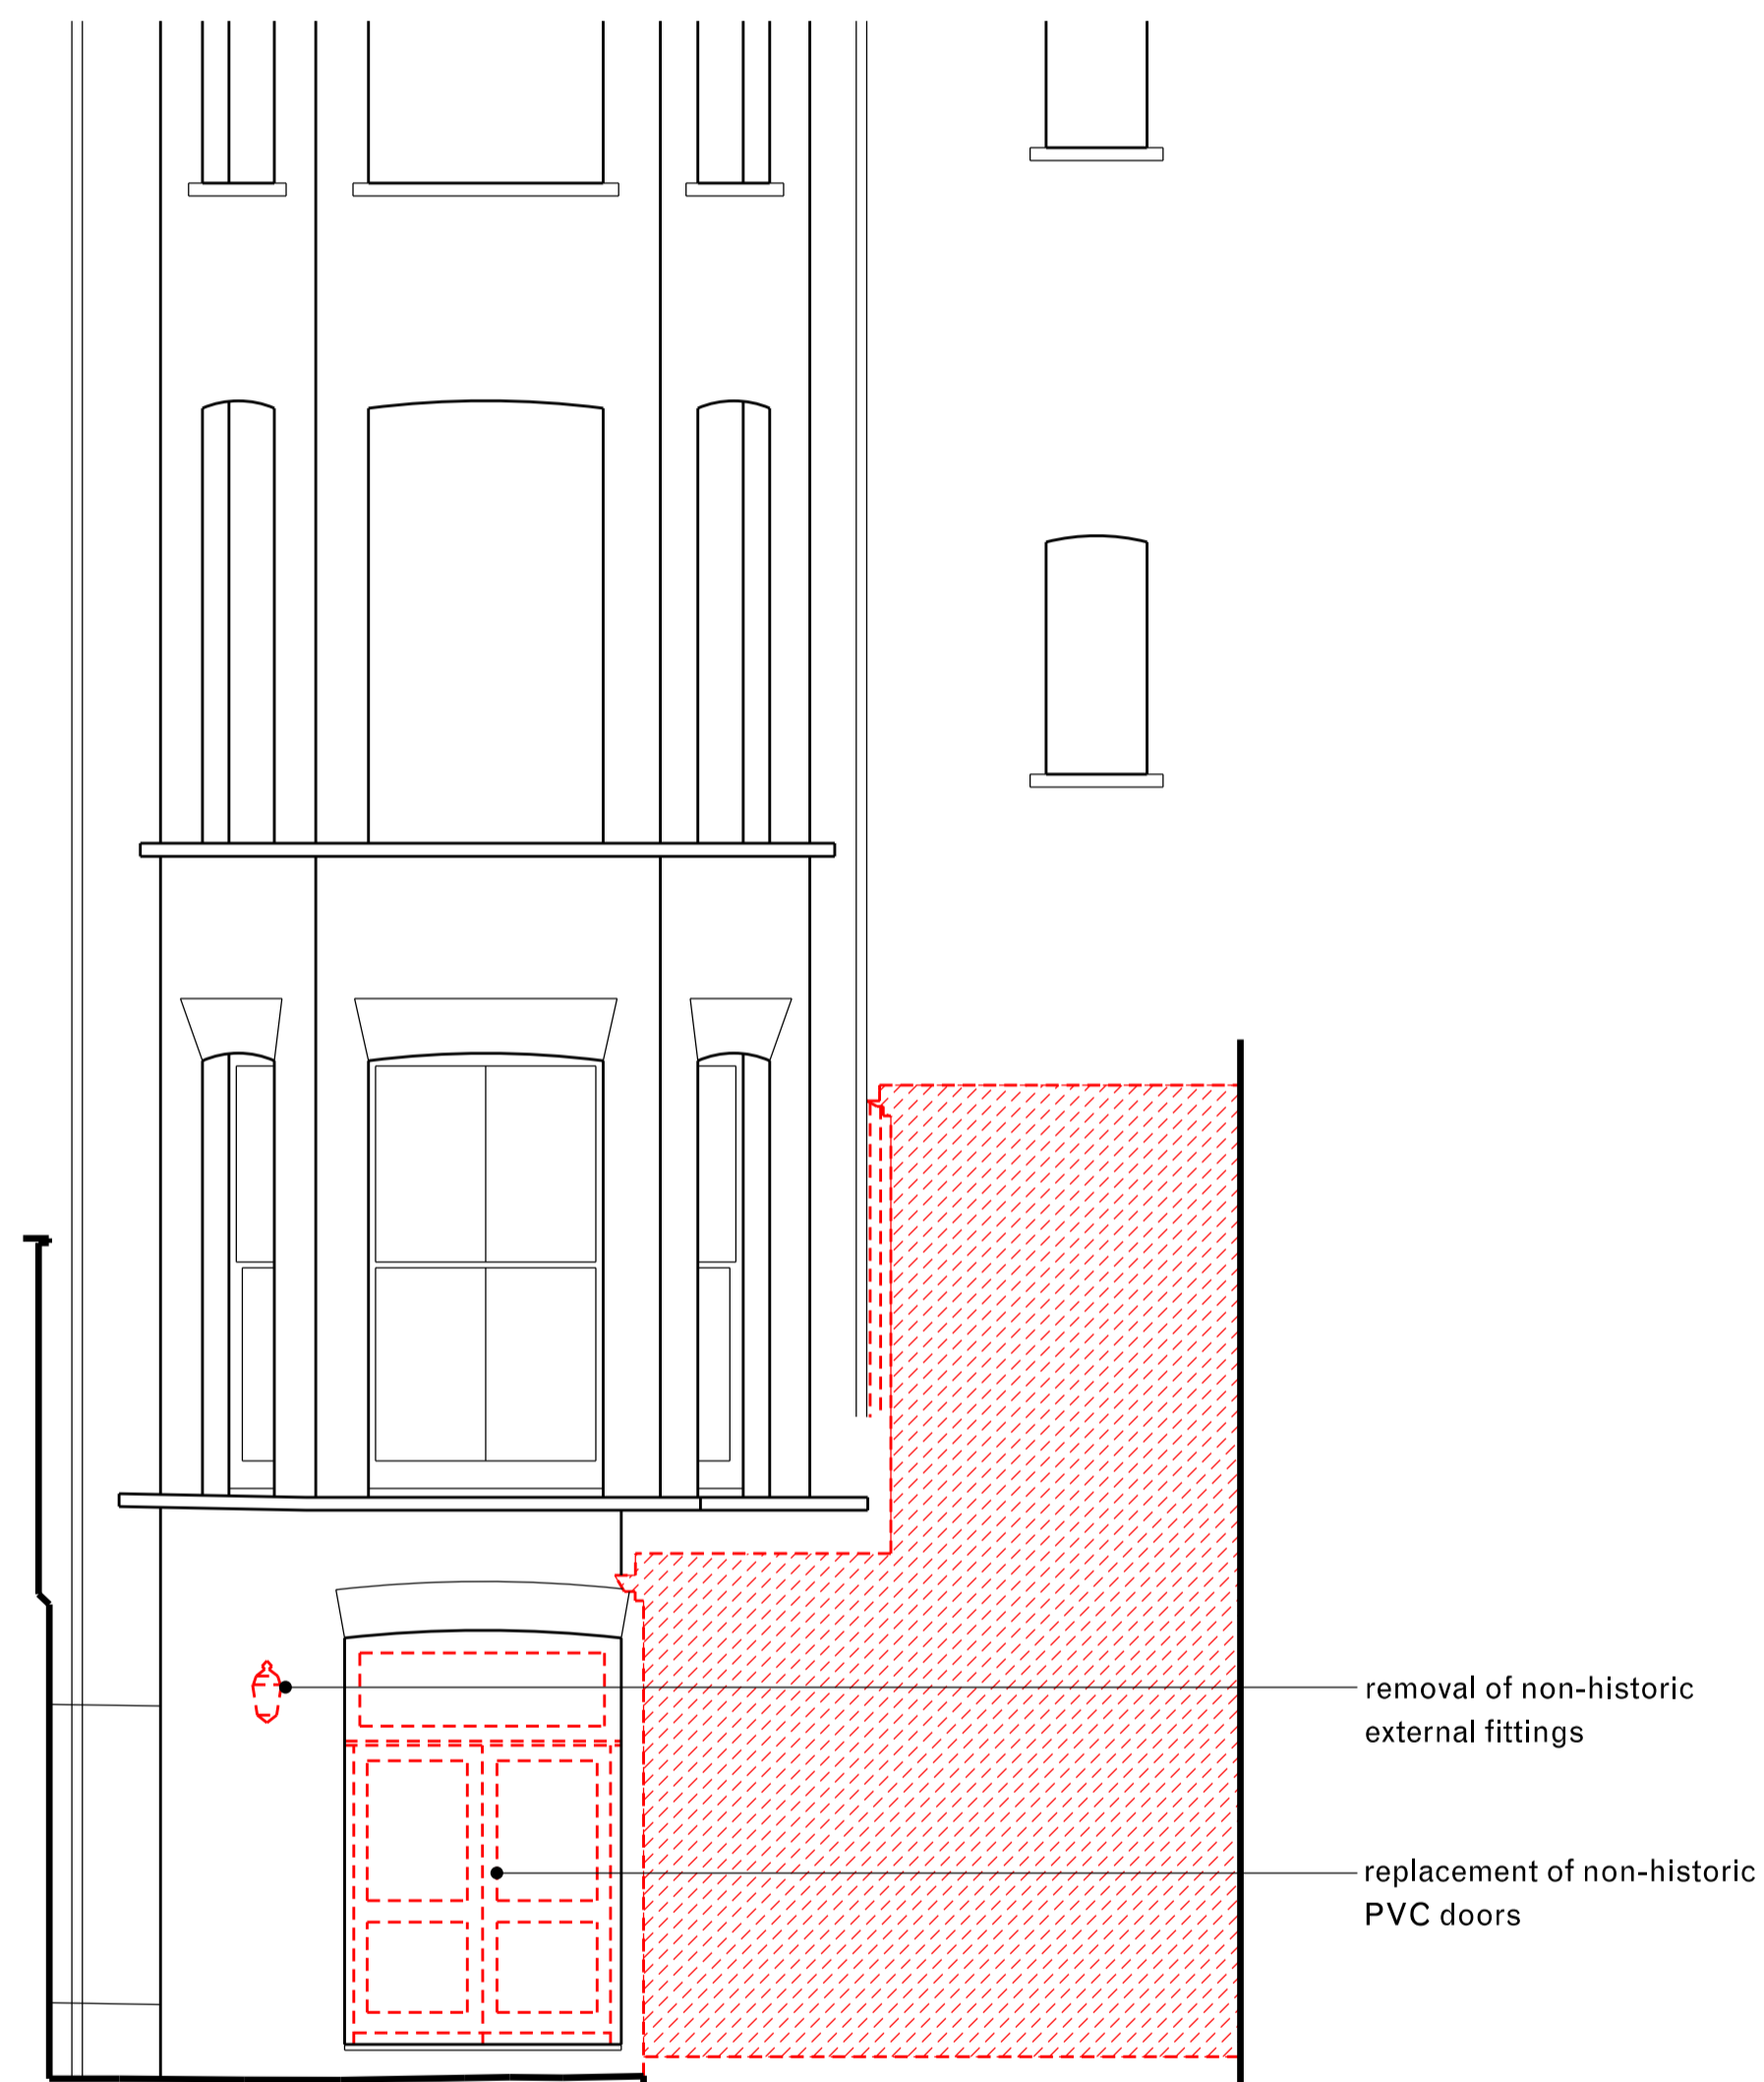 removal of non-historic
external fittings
replacement of non-historic
PVC doors